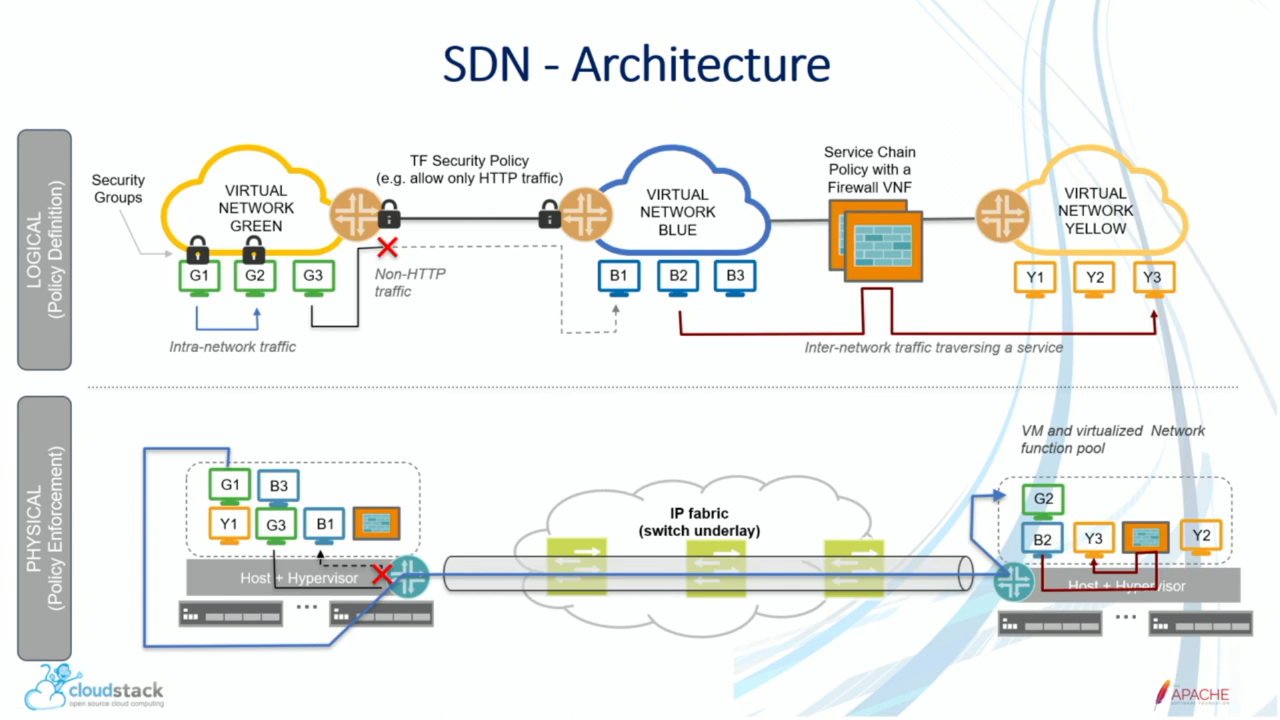 SDN - Architecture
LOGICAL
(Policy Definition)
Security
Groups
VIRTUAL
NETWORK
GREEN
TF Security Policy
(e.g. allow only HTTP traffic)
VIRTUAL
NETWORK
BLUE
Service Chain
Policy with a
Firewall VNF
VIRTUAL
NETWORK
YELLOW
G1 G2 G3
Non-HTTP
traffic
B1 B2 B3
Y1 Y2 Y3
Intra-network traffic
Inter-network traffic traversing a service
PHYSICAL
(Policy Enforcement)
VM and virtualized Network
function pool
G1 B3
Y1 G3 B1
Host + Hypervisor
IP fabric
(switch underlay)
G2
B2 Y3 Y2
Host + Hypervisor
cloudstack
open source cloud computing
APACHE
SOFTWARE FOUNDATION